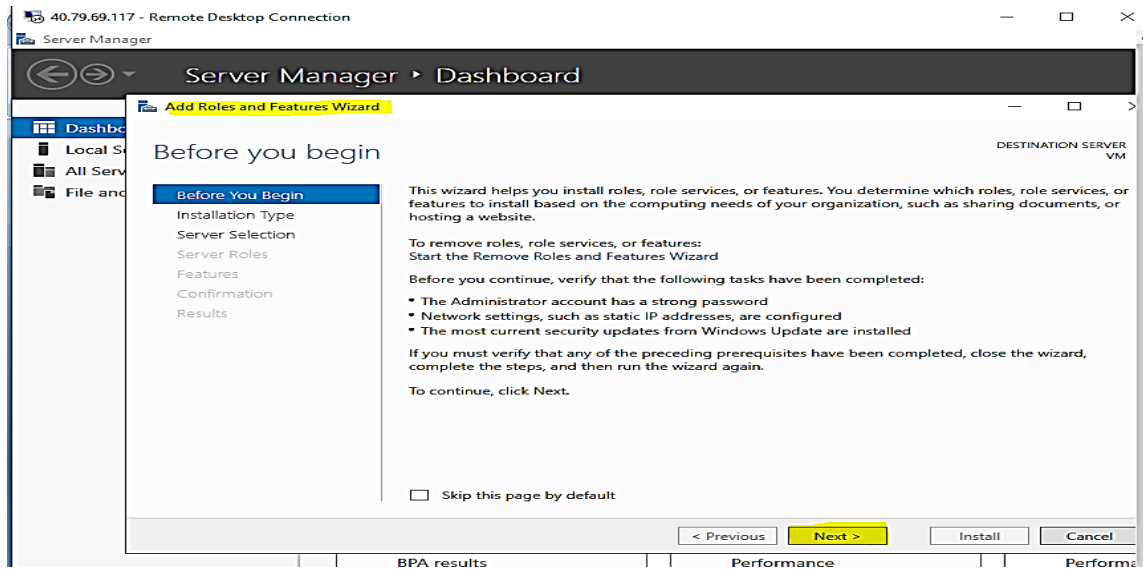 40.79.69.117 - Remote Desktop Connection
Server Manager
Server Manager • Dashboard
Add Roles and Features Wizard
Dashbc
Local S
All Serv
File and
Before you begin
DESTINATION SERVER
VM
Before You Begin
Installation Type
Server Selection
Server Roles
Features
Confirmation
Results
This wizard helps you install roles, role services, or features. You determine which roles, role services, or
features to install based on the computing needs of your organization, such as sharing documents, or
hosting a website.
To remove roles, role services, or features:
Start the Remove Roles and Features Wizard
Before you continue, verify that the following tasks have been completed:
• The Administrator account has a strong password
• Network settings, such as static IP addresses, are configured
• The most current security updates from Windows Update are installed
If you must verify that any of the preceding prerequisites have been completed, close the wizard,
complete the steps, and then run the wizard again.
To continue, click Next.
Skip this page by default
< Previous
Next >
Install
Cancel
BPA results
Performance
Performa